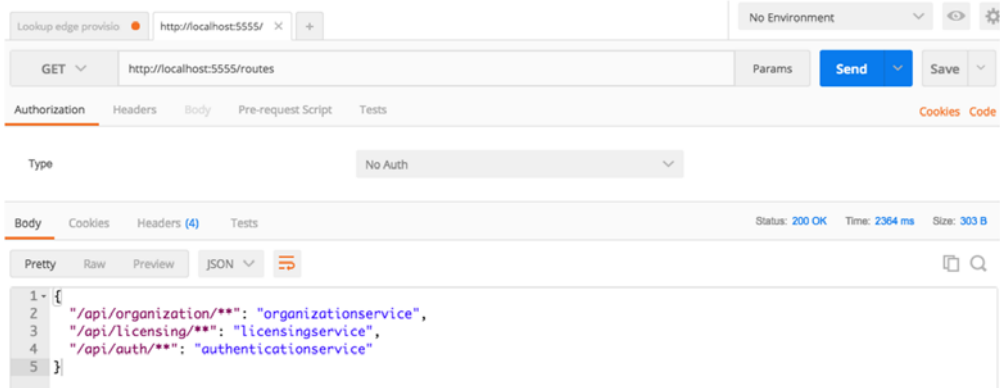 Lookup edge provisio http://localhost:5555/ × +
No Environment
GET http://localhost:5555/routes Params Send Save
Authorization Headers Body Pre-request Script Tests
Cookies Code
Type No Auth
Body Cookies Headers (4) Tests
Status: 200 OK Time: 2364 ms Size: 303 B
Pretty Raw Preview JSON
1 {
2 "/api/organization/**": "organizationservice",
3 "/api/licensing/**": "licensingservice",
4 "/api/auth/**": "authenticationservice"
5 }